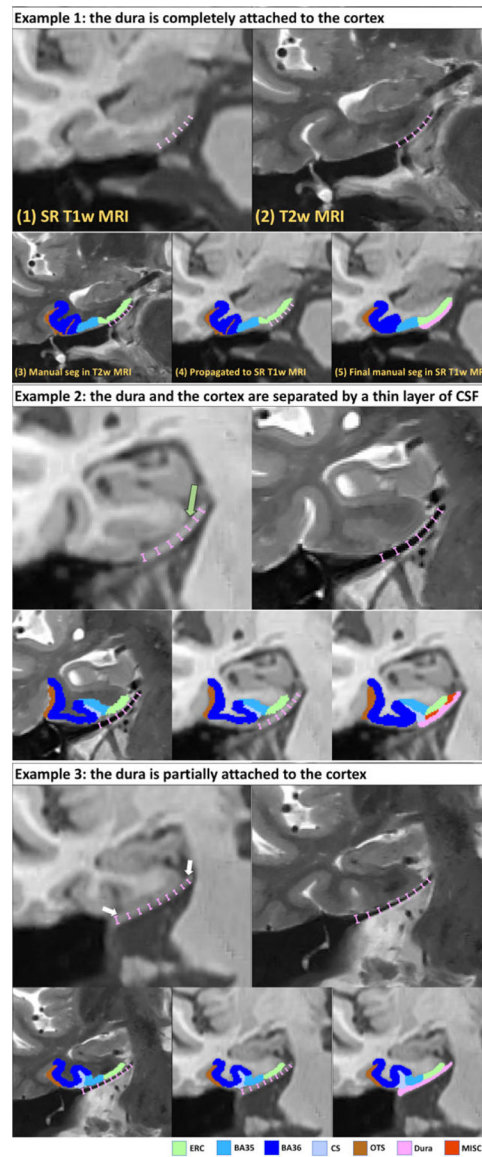 Example 1: the dura is completely attached to the cortex
(1) SR T1w MRI
(2) T2w MRI
(3) Manual seg in T2w MRI
(4) Propagated to SR T1w MRI
(5) Final manual seg in SR T1w MRI
Example 2: the dura and the cortex are separated by a thin layer of CSF
Example 3: the dura is partially attached to the cortex
ERC BA35 BA36 CS OTS Dura MISC